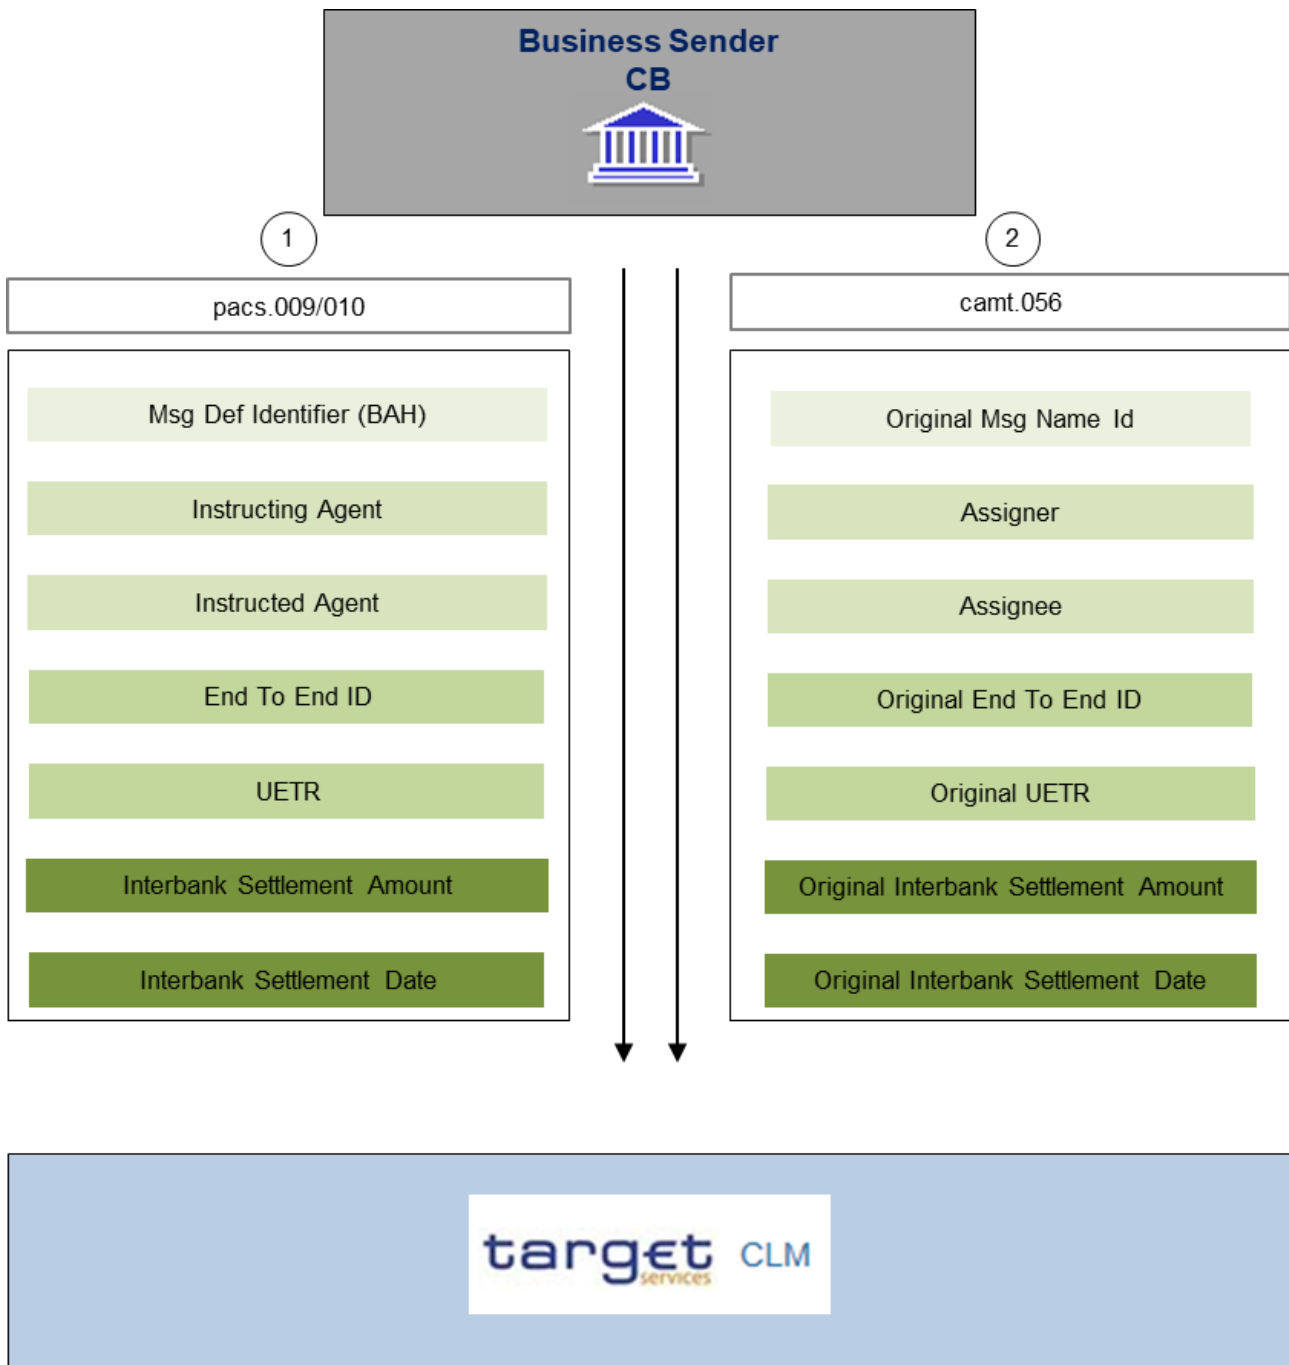 Business Sender
CB
1
2
pacs.009/010
Msg Def Identifier (BAH)
Instructing Agent
Instructed Agent
End To End ID
UETR
Interbank Settlement Amount
Interbank Settlement Date
camt.056
Original Msg Name Id
Assigner
Assignee
Original End To End ID
Original UETR
Original Interbank Settlement Amount
Original Interbank Settlement Date
target CLM
services